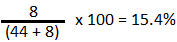 8
(44 + 8) x 100 = 15.4%